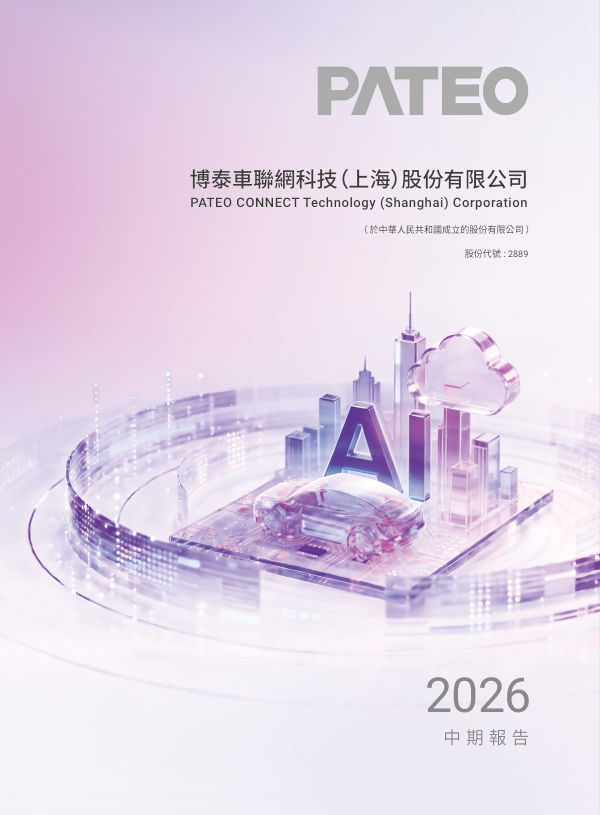 PATEO
博泰車聯網科技（上海）股份有限公司
PATEO CONNECT Technology (Shanghai) Corporation
（於中華人民共和國成立的股份有限公司）
股份代號 : 2889
AI
2026
中期報告